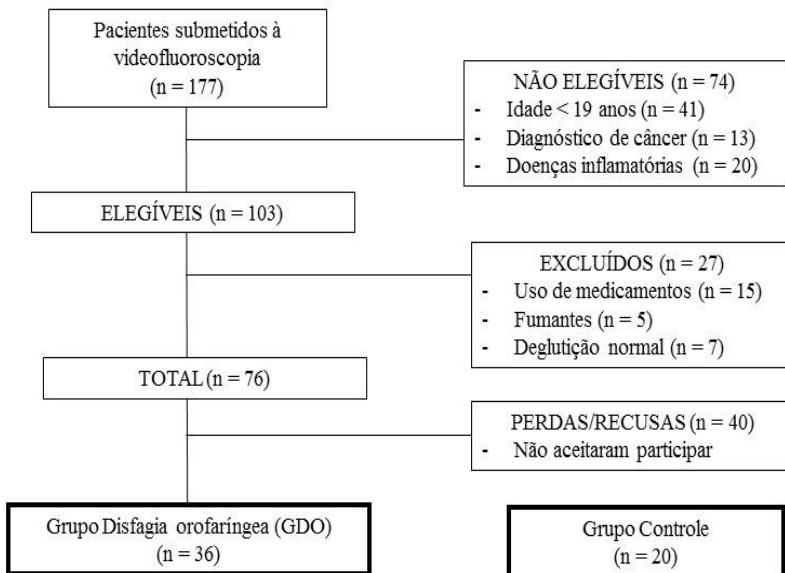 Pacientes submetidos à
videofluoroscopia
(n = 177)
NÃO ELEGÍVEIS (n = 74)
- Idade < 19 anos (n = 41)
- Diagnóstico de câncer (n = 13)
- Doenças inflamatórias (n = 20)
ELEGÍVEIS (n = 103)
EXCLUÍDOS (n = 27)
- Uso de medicamentos (n = 15)
- Fumantes (n = 5)
- Deglutição normal (n = 7)
TOTAL (n = 76)
PERDAS/RECUSAS (n = 40)
- Não aceitaram participar
Grupo Disfagia orofaríngea (GDO)
(n = 36)
Grupo Controle
(n = 20)